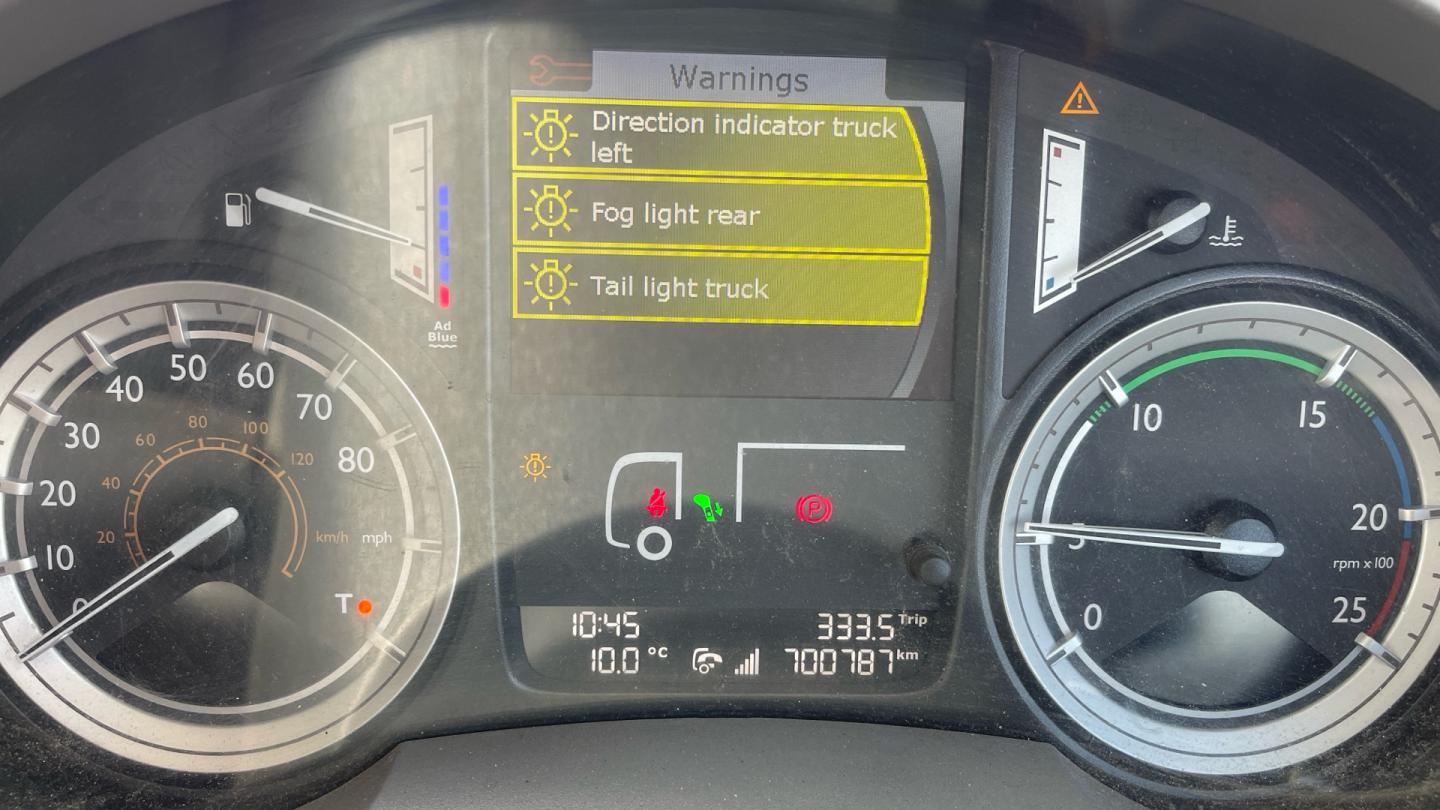 Warnings
Direction indicator truck
left
Fog light rear
Tail light truck
Ad
Blue
0
10
20
30
40
50
60
70
80
20
40
60
80
100
120
km/h mph
T
P
10:45
333.5 Trip
10.0 °C
700787 km
0
5
10
15
20
25
rpm x 100